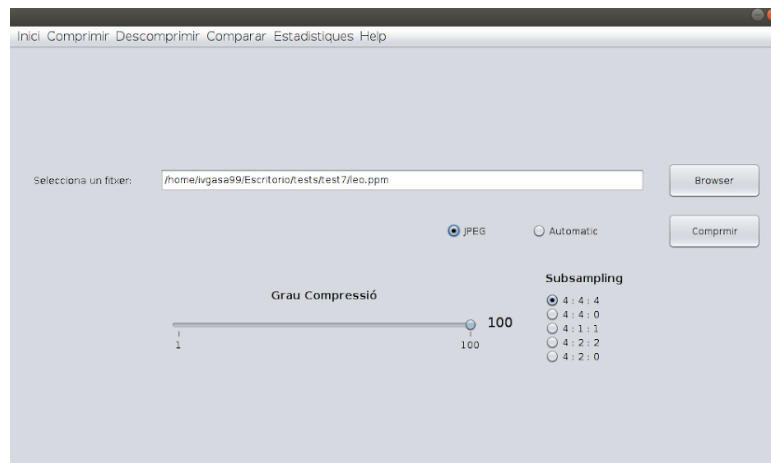 Inici Comprimir Descomprimir Comparar Estadistiques Help
Selecciona un fitxer: /home/ivgasa99/Escritorio/tests/test7/leo.ppm Browser
JPEG Automatic Comprmir
Subsampling
Grau Compressió
4 : 4 : 4
4 : 4 : 0
100
4 : 1 : 1
1 100
4 : 2 : 2
4 : 2 : 0